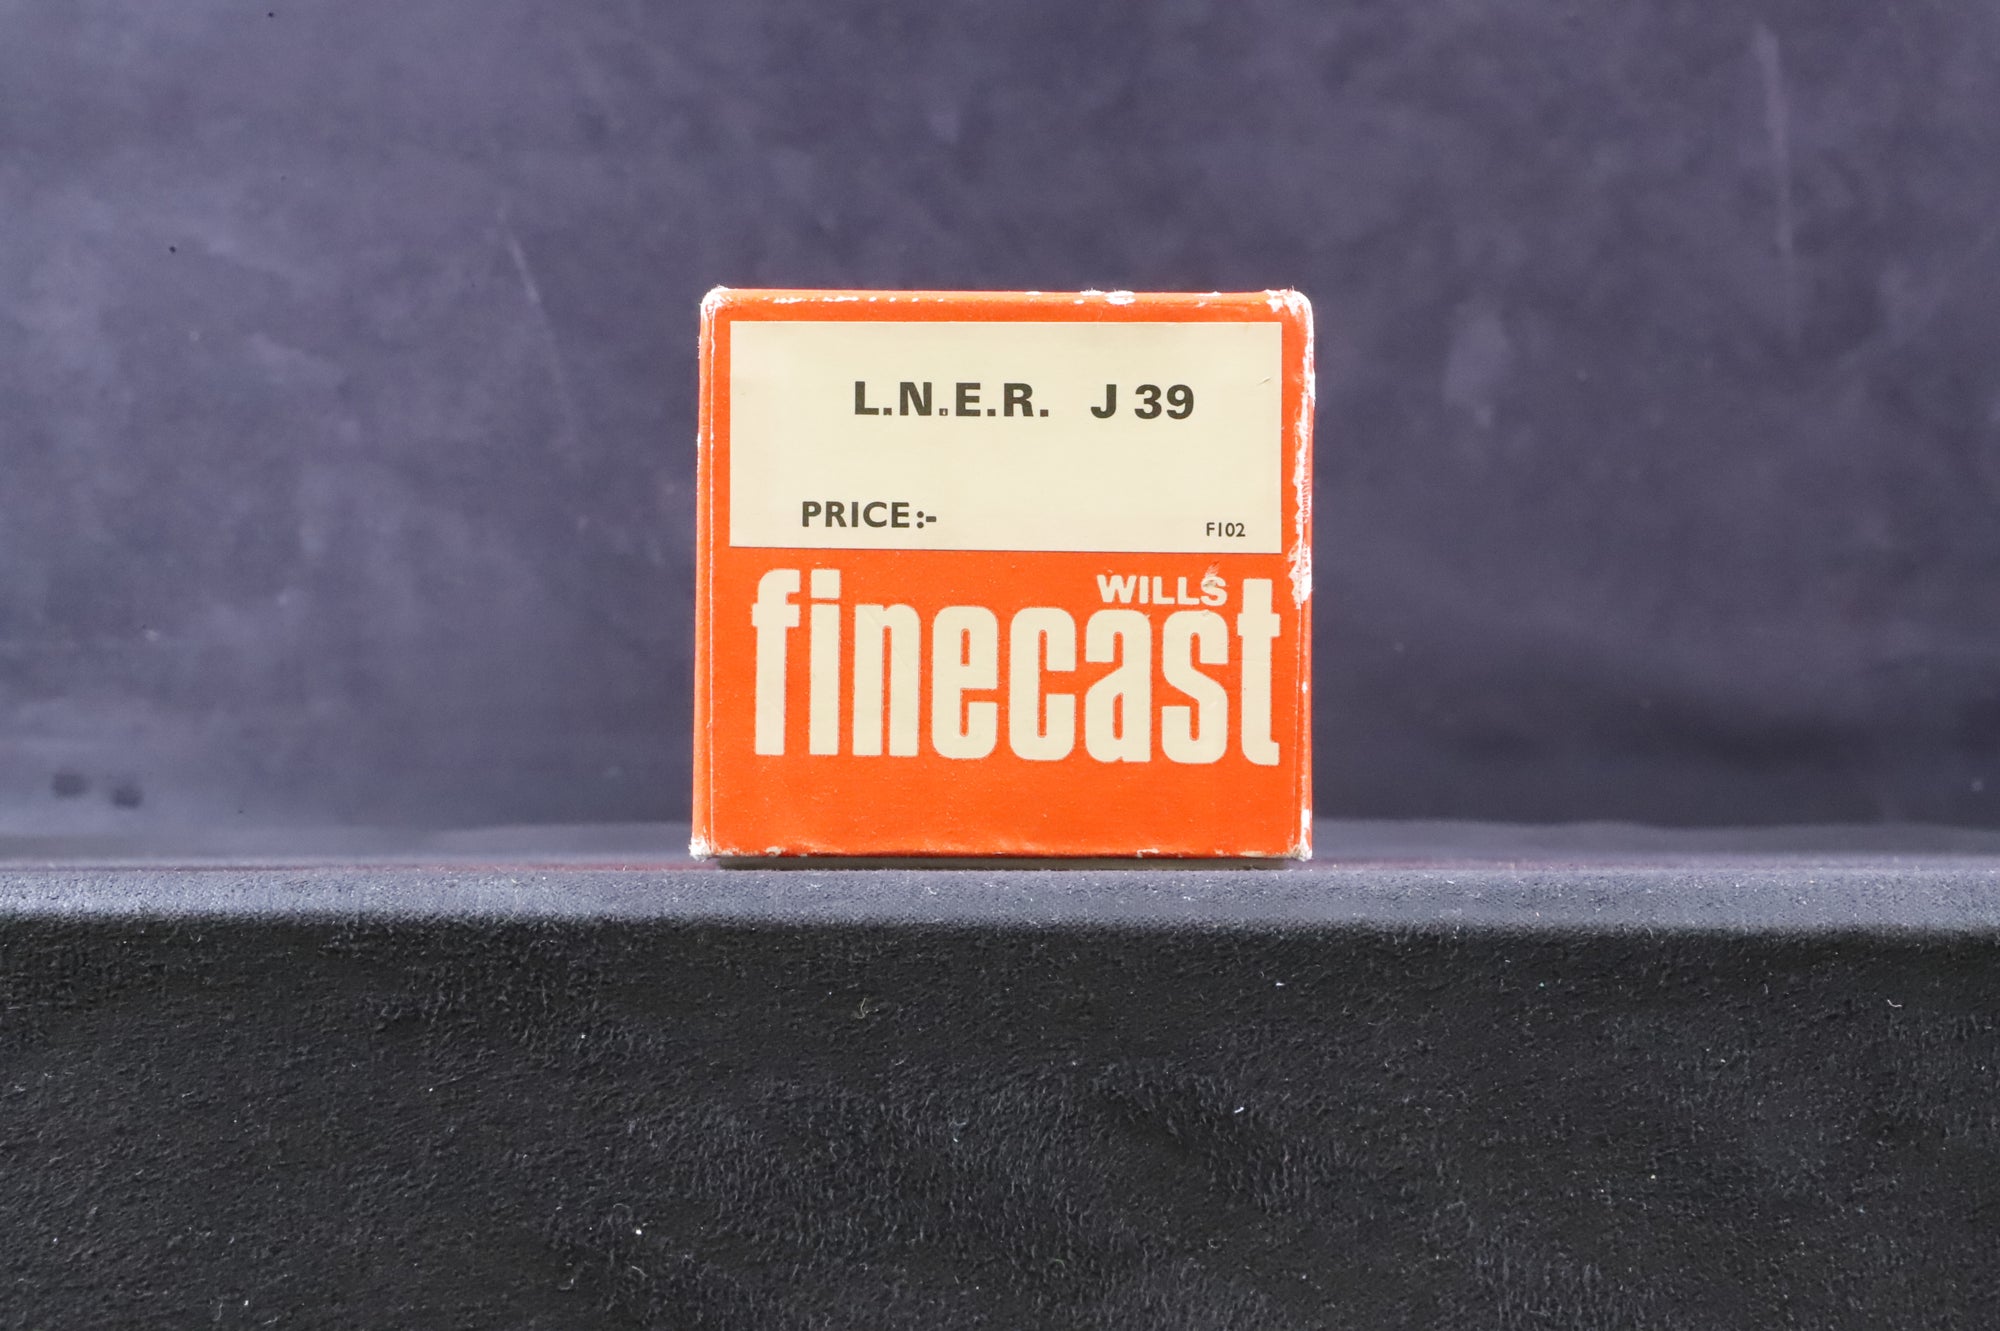 L.N.E.R. J 39
PRICE:-
F102
WILLS
finecast